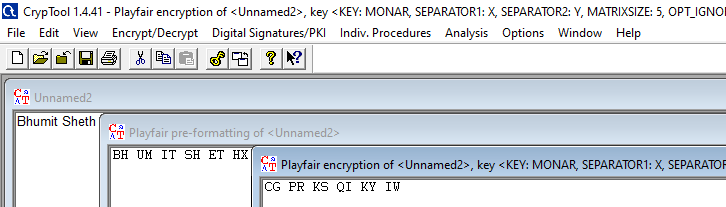 CrypTool 1.4.41 - Playfair encryption of <Unnamed2>, key <KEY: MONAR, SEPARATOR1: X, SEPARATOR2: Y, MATRIXSIZE: 5, OPT_IGNO
File Edit View Encrypt/Decrypt Digital Signatures/PKI Indiv. Procedures Analysis Options Window Help
Unnamed2
Bhumit Sheth
Playfair pre-formatting of <Unnamed2>
BH UM IT SH ET HX
Playfair encryption of <Unnamed2>, key <KEY: MONAR, SEPARATOR1: X, SEPARATOR
CG PR KS QI KY IW